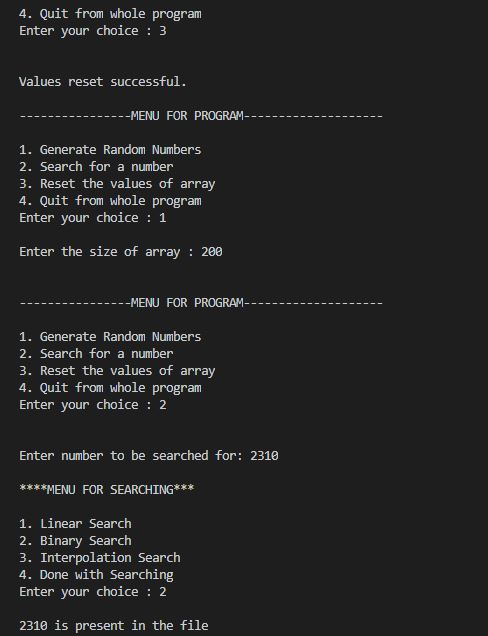 4. Quit from whole program
Enter your choice : 3
Values reset successful.
----------------MENU FOR PROGRAM--------------------
1. Generate Random Numbers
2. Search for a number
3. Reset the values of array
4. Quit from whole program
Enter your choice : 1
Enter the size of array : 200
----------------MENU FOR PROGRAM--------------------
1. Generate Random Numbers
2. Search for a number
3. Reset the values of array
4. Quit from whole program
Enter your choice : 2
Enter number to be searched for: 2310
****MENU FOR SEARCHING***
1. Linear Search
2. Binary Search
3. Interpolation Search
4. Done with Searching
Enter your choice : 2
2310 is present in the file